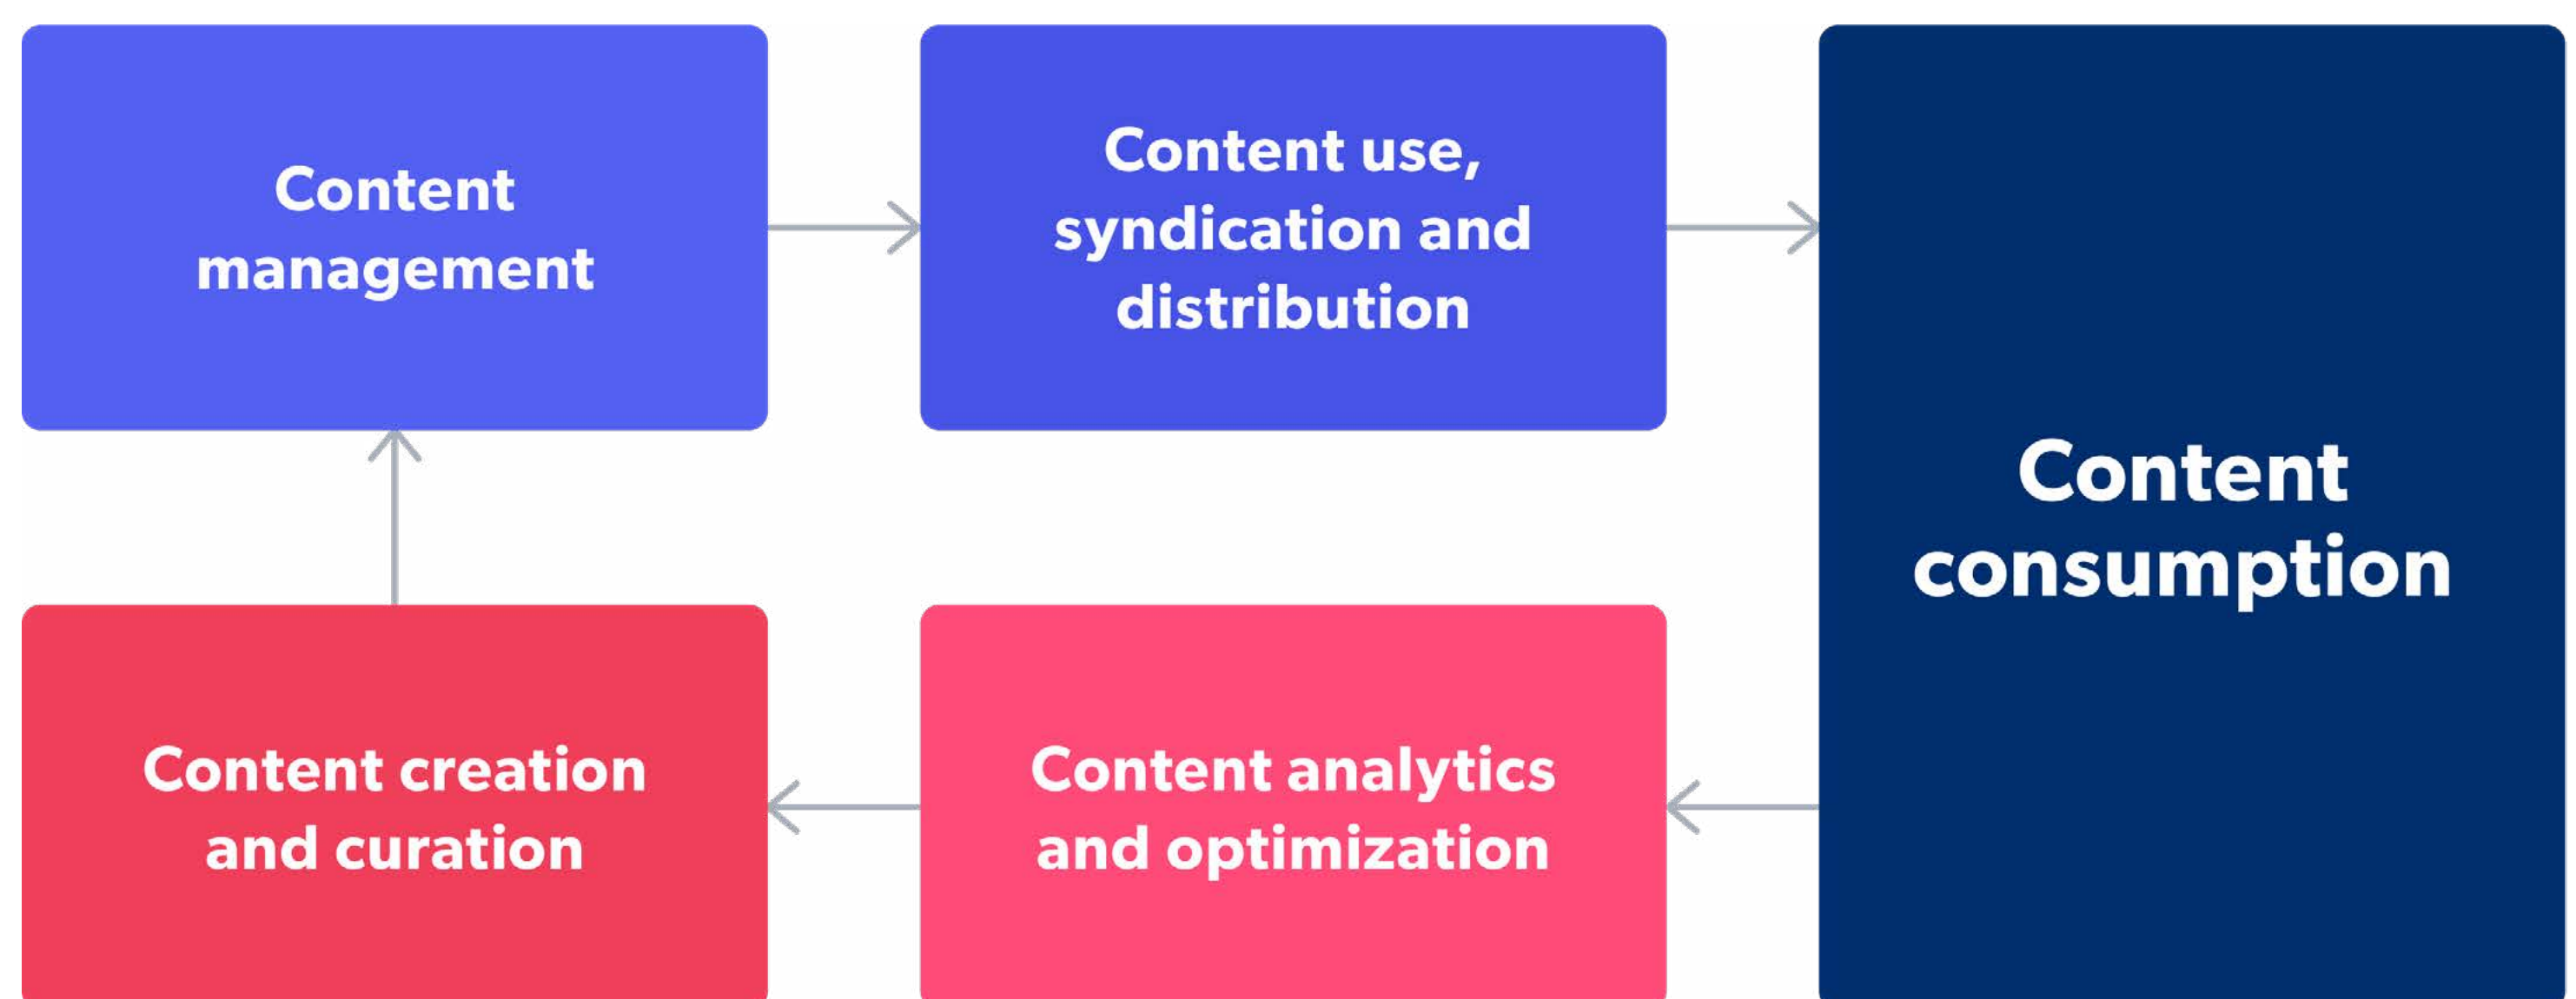 Content
management
Content use,
syndication and
distribution
Content
consumption
Content creation
and curation
Content analytics
and optimization